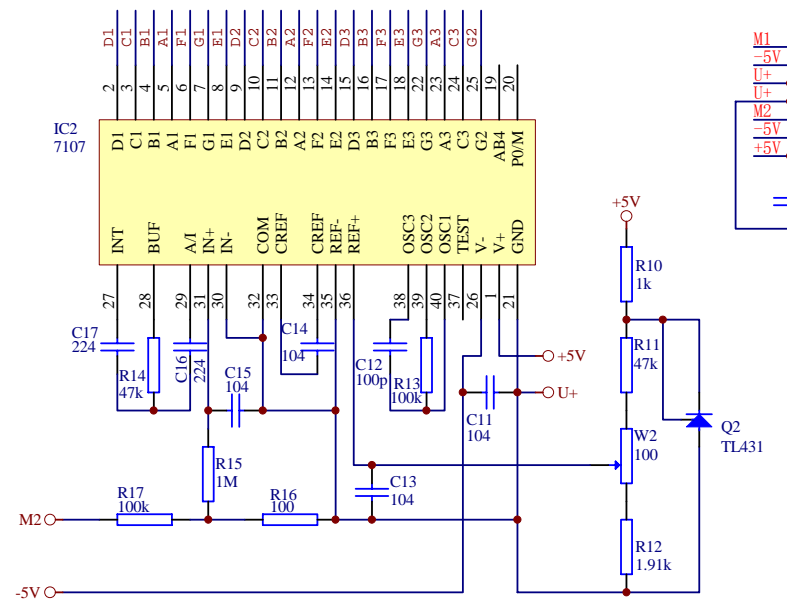 D1 C1 B1 A1 F1 G1 E1 D2 C2 B2 A2 F2 E2 D3 B3 F3 E3 G3 A3 C3 G2
2 3 4 5 6 7 8 9 10 11 12 13 14 15 16 17 18 22 23 24 25 19 20
IC2
7107
D1 C1 B1 A1 F1 G1 E1 D2 C2 B2 A2 F2 E2 D3 B3 F3 E3 G3 A3 C3 G2 AB4 P0/M
INT BUF A/I IN+ IN- COM CREF CREF REF- REF+ OSC3 OSC2 OSC1 TEST V- V+ GND
27 28 29 31 30 32 33 34 35 36 38 39 40 37 26 1 21
M1
-5V
U+
U+
M2
-5V
+5V
+5V
R10
1k
C17
224
R14
47k
C16
224
C15
104
C14
104
C12
100p
R13
100k
+5V
U+
C11
104
R11
47k
W2
100
Q2
TL431
R15
1M
C13
104
R17
100k
R16
100
M2
R12
1.91k
-5V